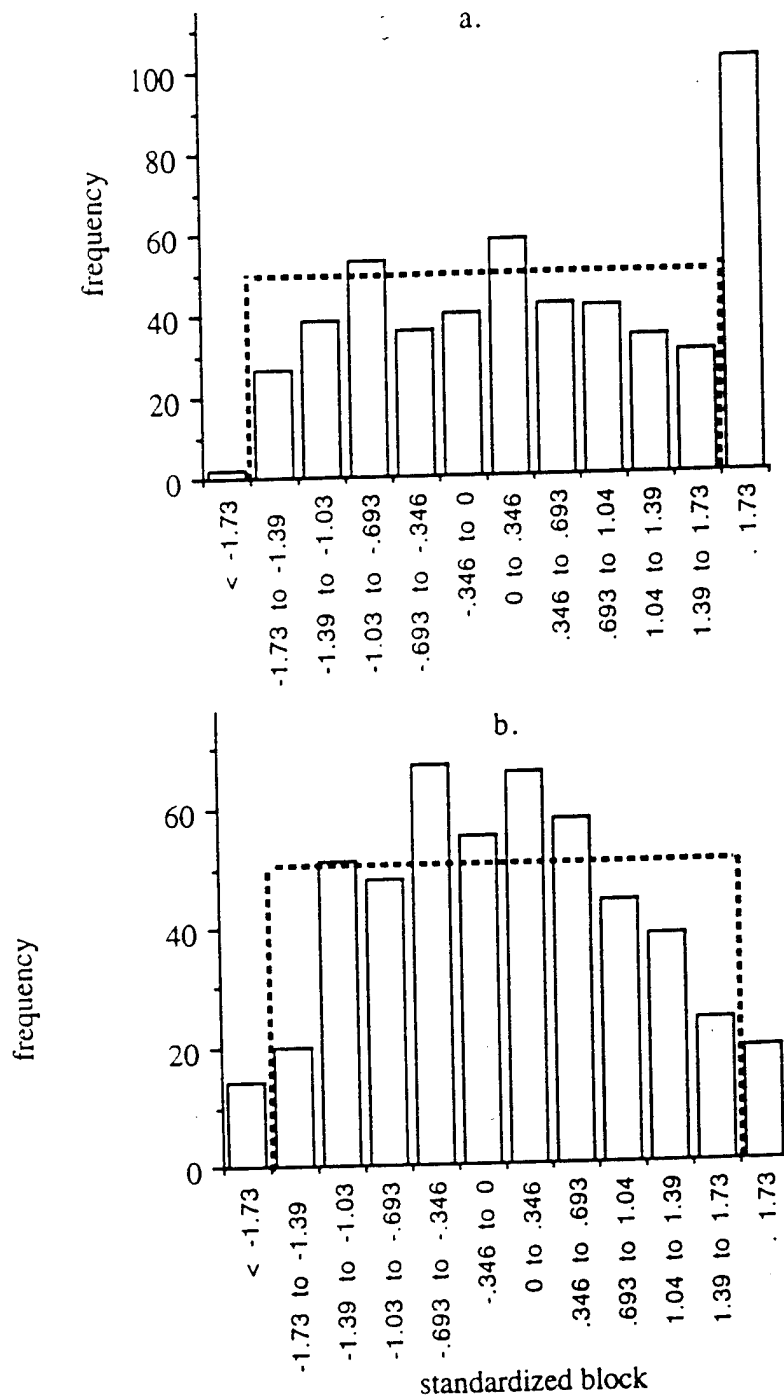 a.
100
80
60
40
20
0
frequency
< -1.73
-1.73 to -1.39
-1.39 to -1.03
-1.03 to -.693
-.693 to -.346
-.346 to 0
0 to .346
.346 to .693
.693 to 1.04
1.04 to 1.39
1.39 to 1.73
. 1.73
b.
60
40
20
0
frequency
< -1.73
-1.73 to -1.39
-1.39 to -1.03
-1.03 to -.693
-.693 to -.346
-.346 to 0
0 to .346
.346 to .693
.693 to 1.04
1.04 to 1.39
1.39 to 1.73
. 1.73
standardized block